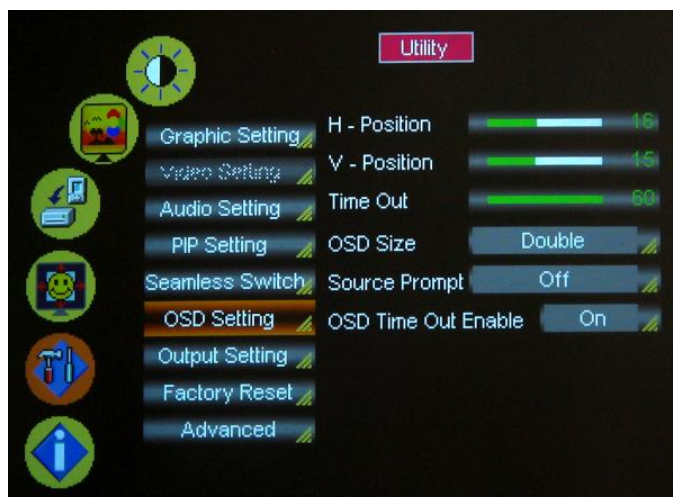 Utility
Graphic Setting
Video Setting
Audio Setting
PIP Setting
Seamless Switch
OSD Setting
Output Setting
Factory Reset
Advanced
H - Position 16
V - Position 15
Time Out 60
OSD Size Double
Source Prompt Off
OSD Time Out Enable On